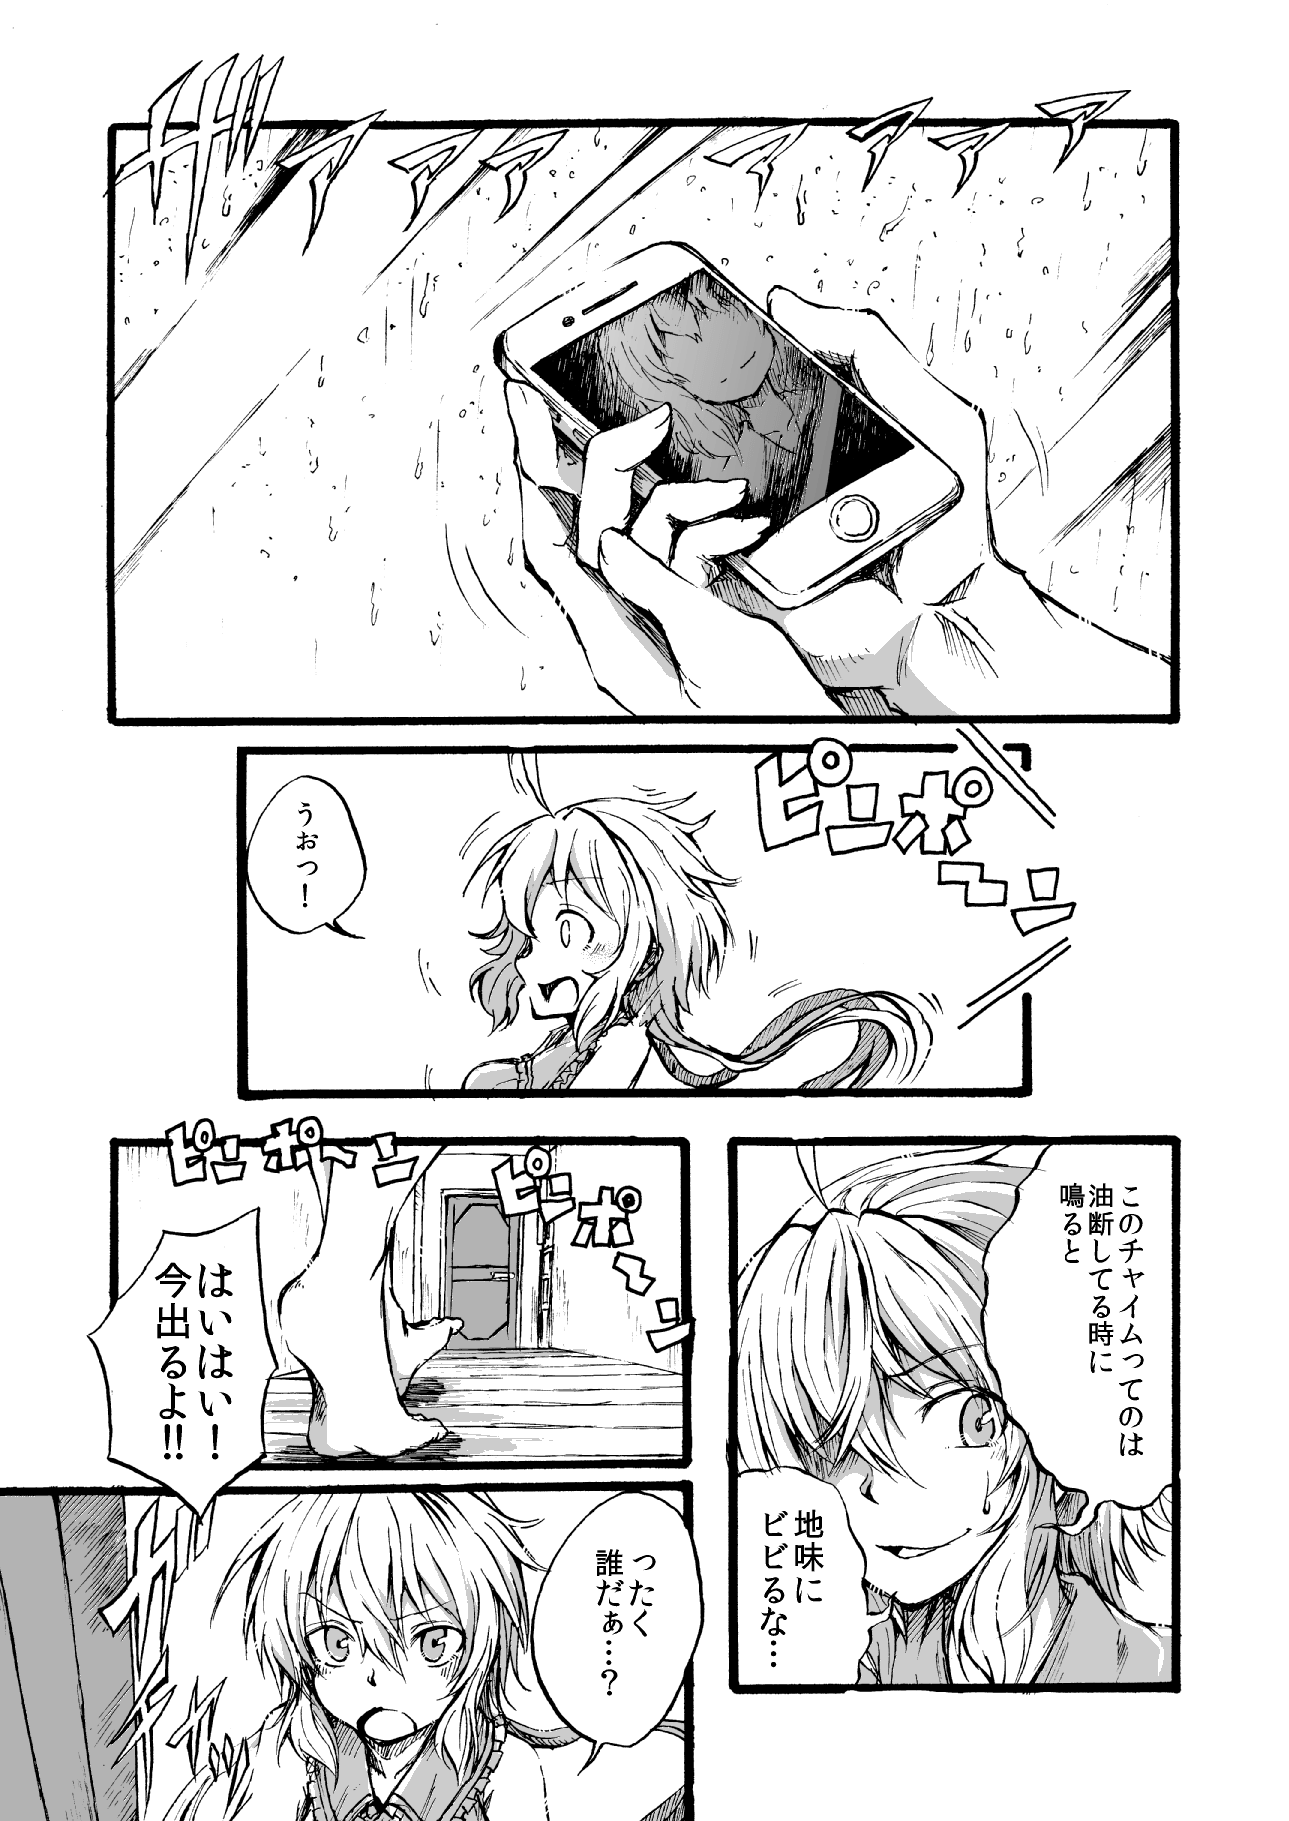 ザァァァァァァァ
ピンポ〜ン
うおっ！
このチャイムってのは
油断してる時に
鳴ると
地味に
ビビるな…
ピンポ〜ン
ピンポーン
はいはい！
今出るよ!!
ったく
誰だぁ…？
ガチャッ